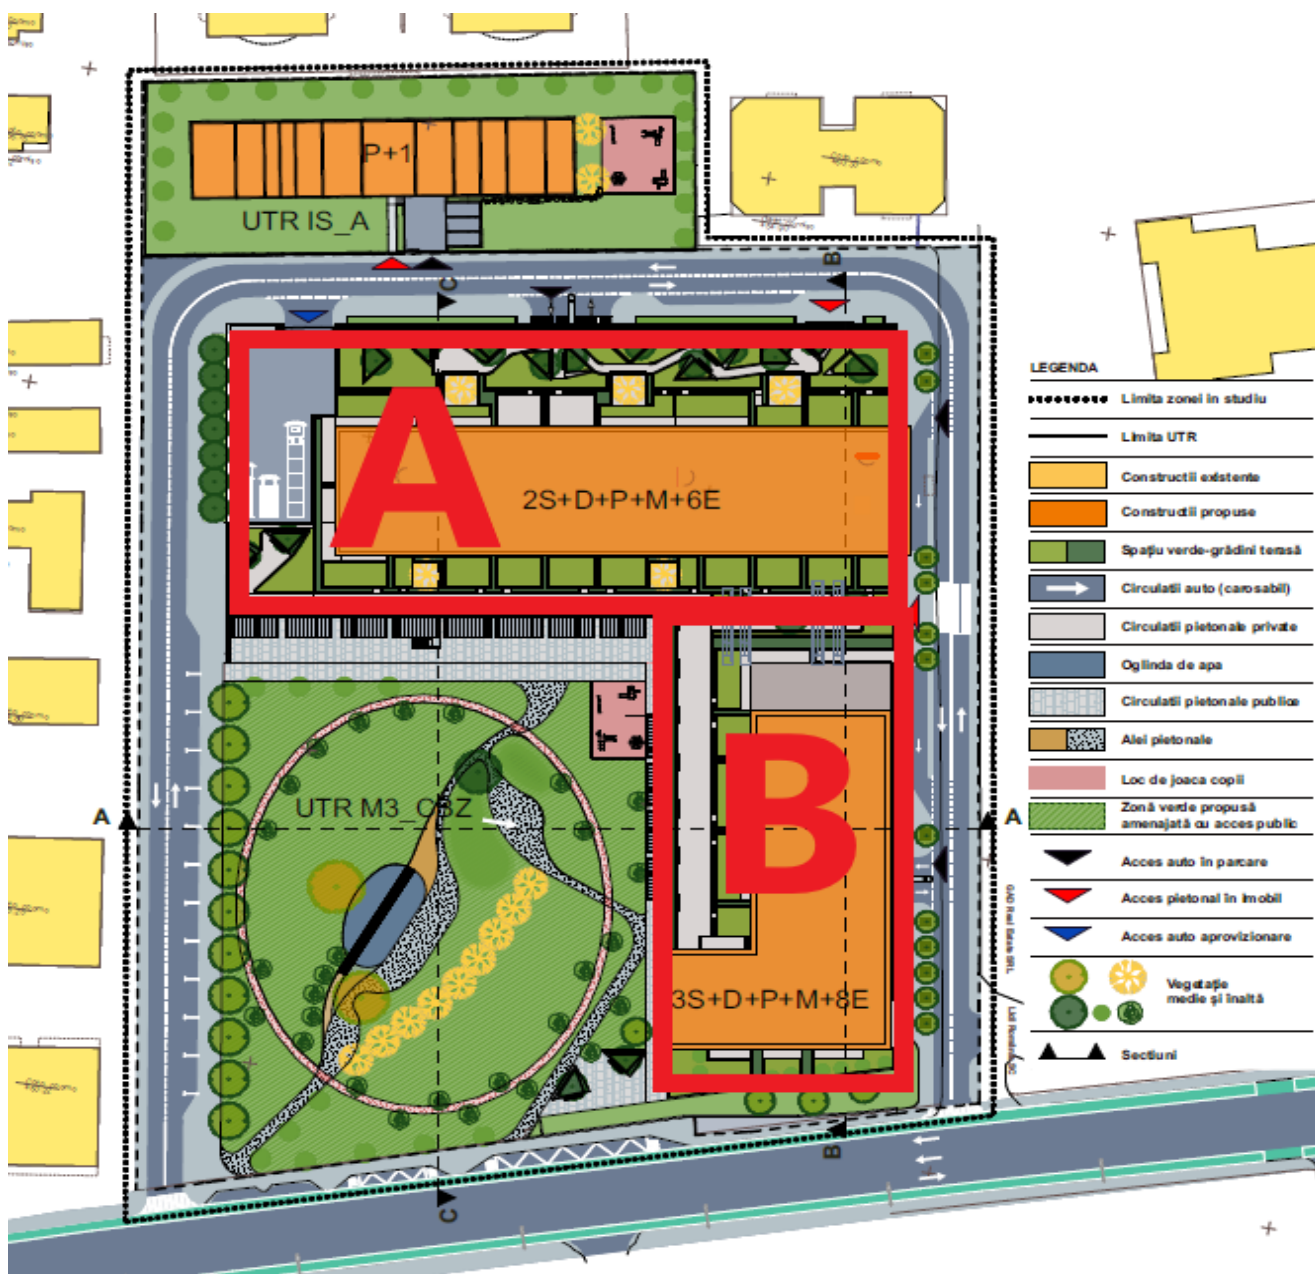 P+1
UTR IS_A
B
C
A
2S+D+P+M+6E
UTR M3_CBZ
B
3S+D+P+M+8E
A
A
B
C
LEGENDA
Limita zonei in studiu
Limita UTR
Constructii existente
Constructii propuse
Spațiu verde-grădini terasă
Circulatii auto (carosabil)
Circulatii pietonale private
Oglinda de apa
Circulatii pietonale publice
Alei pietonale
Loc de joaca copii
Zonă verde propusă
amenajată cu acces public
Acces auto în parcare
Acces pietonal în imobil
Acces auto aprovizionare
Vegetație
medie și înaltă
Sectiuni